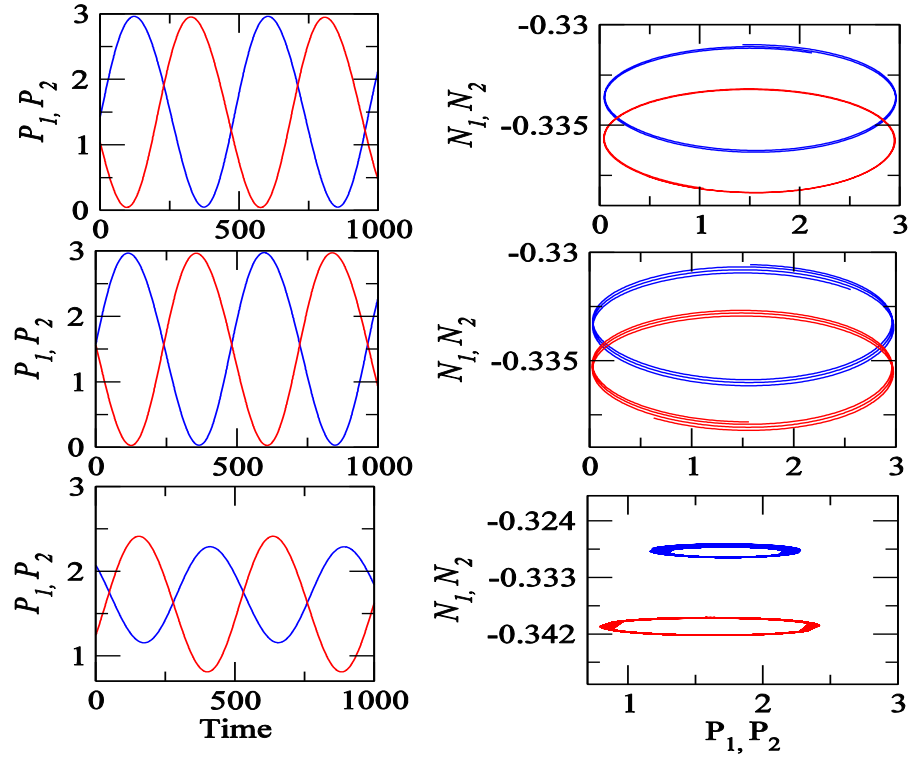 3
2
1
0
P1, P2
0 500 1000
-0.33
-0.335
N1, N2
0 1 2 3
3
2
1
0
P1, P2
0 500 1000
-0.33
-0.335
N1, N2
0 1 2 3
3
2
1
P1, P2
0 500 1000
Time
-0.324
-0.333
-0.342
N1, N2
1 2 3
P1, P2